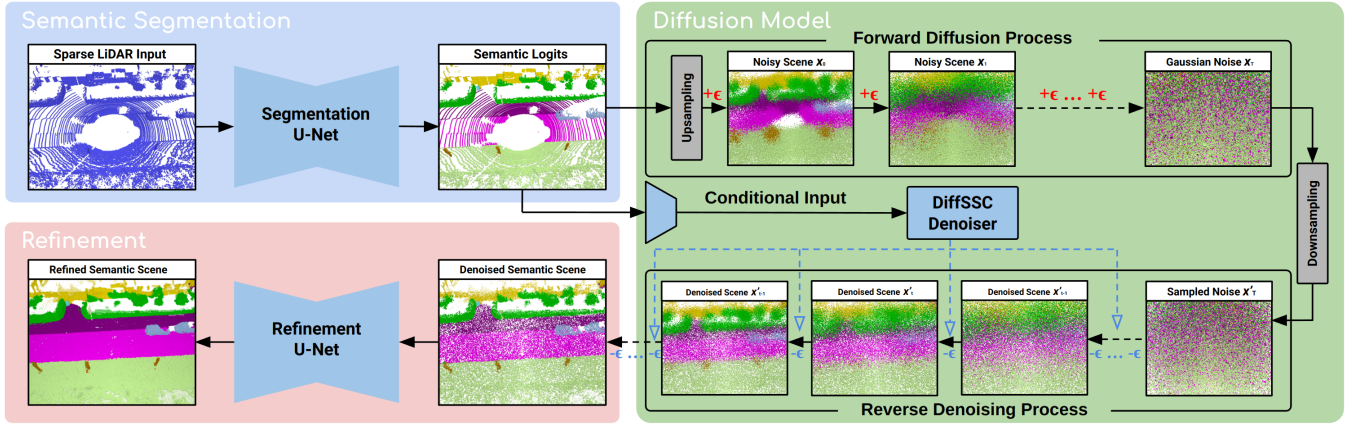 Semantic Segmentation
Sparse LiDAR Input
Segmentation
U-Net
Semantic Logits
Diffusion Model
Forward Diffusion Process
Upsampling
+ϵ
Noisy Scene X₀
+ϵ
Noisy Scene Xₜ
+ϵ ... +ϵ
Gaussian Noise X_T
Downsampling
Conditional Input
DiffSSC
Denoiser
Refinement
Refined Semantic Scene
Refinement
U-Net
Denoised Semantic Scene
-ϵ ... -ϵ
Denoised Scene X'ₜ₋₁
-ϵ
Denoised Scene X'ₜ
-ϵ
Denoised Scene X'ₜ₋₁
-ϵ ... -ϵ
Sampled Noise X'_T
Reverse Denoising Process